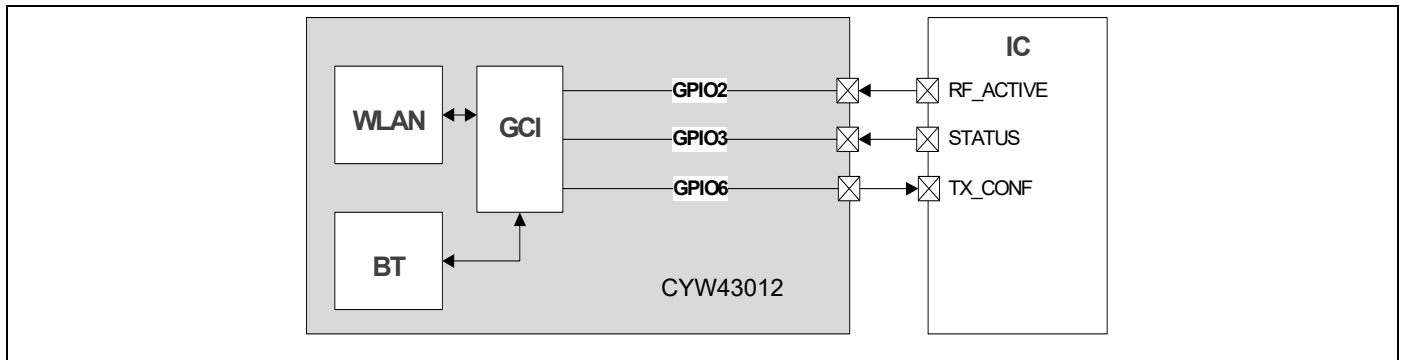 IC
GPIO2
RF_ACTIVE
WLAN
GCI
GPIO3
STATUS
GPIO6
TX_CONF
BT
CYW43012